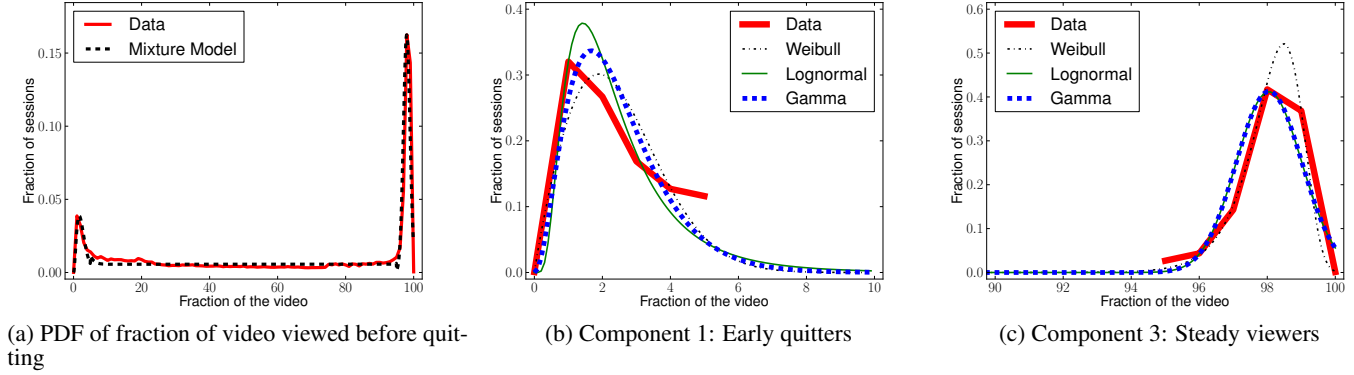 Data
Mixture Model
Fraction of sessions
0.15
0.10
0.05
0.00
0
20
40
60
80
100
Fraction of the video
(a) PDF of fraction of video viewed before quit-
ting
Data
Weibull
Lognormal
Gamma
Fraction of sessions
0.4
0.3
0.2
0.1
0.0
0
2
4
6
8
10
Fraction of the video
(b) Component 1: Early quitters
Data
Weibull
Lognormal
Gamma
Fraction of sessions
0.6
0.5
0.4
0.3
0.2
0.1
0.0
90
92
94
96
98
100
Fraction of the video
(c) Component 3: Steady viewers